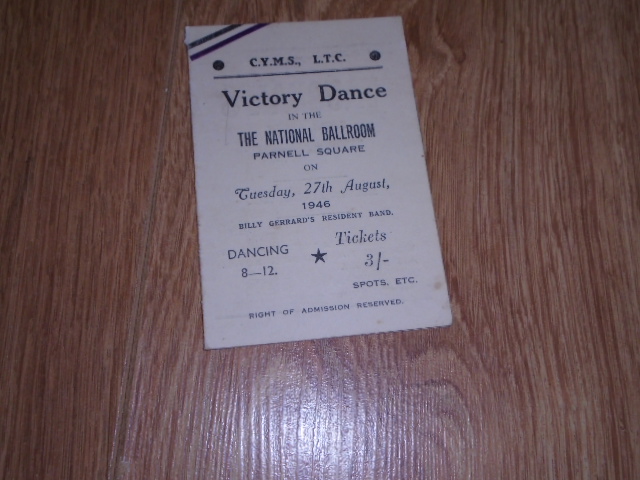 C.Y.M.S., L.T.C.
Victory Dance
IN THE
THE NATIONAL BALLROOM
PARNELL SQUARE
ON
Tuesday, 27th August,
1946
BILLY GERRARD'S RESIDENT BAND.
DANCING
8—12.
★
Tickets
3/-
SPOTS, ETC.
RIGHT OF ADMISSION RESERVED.